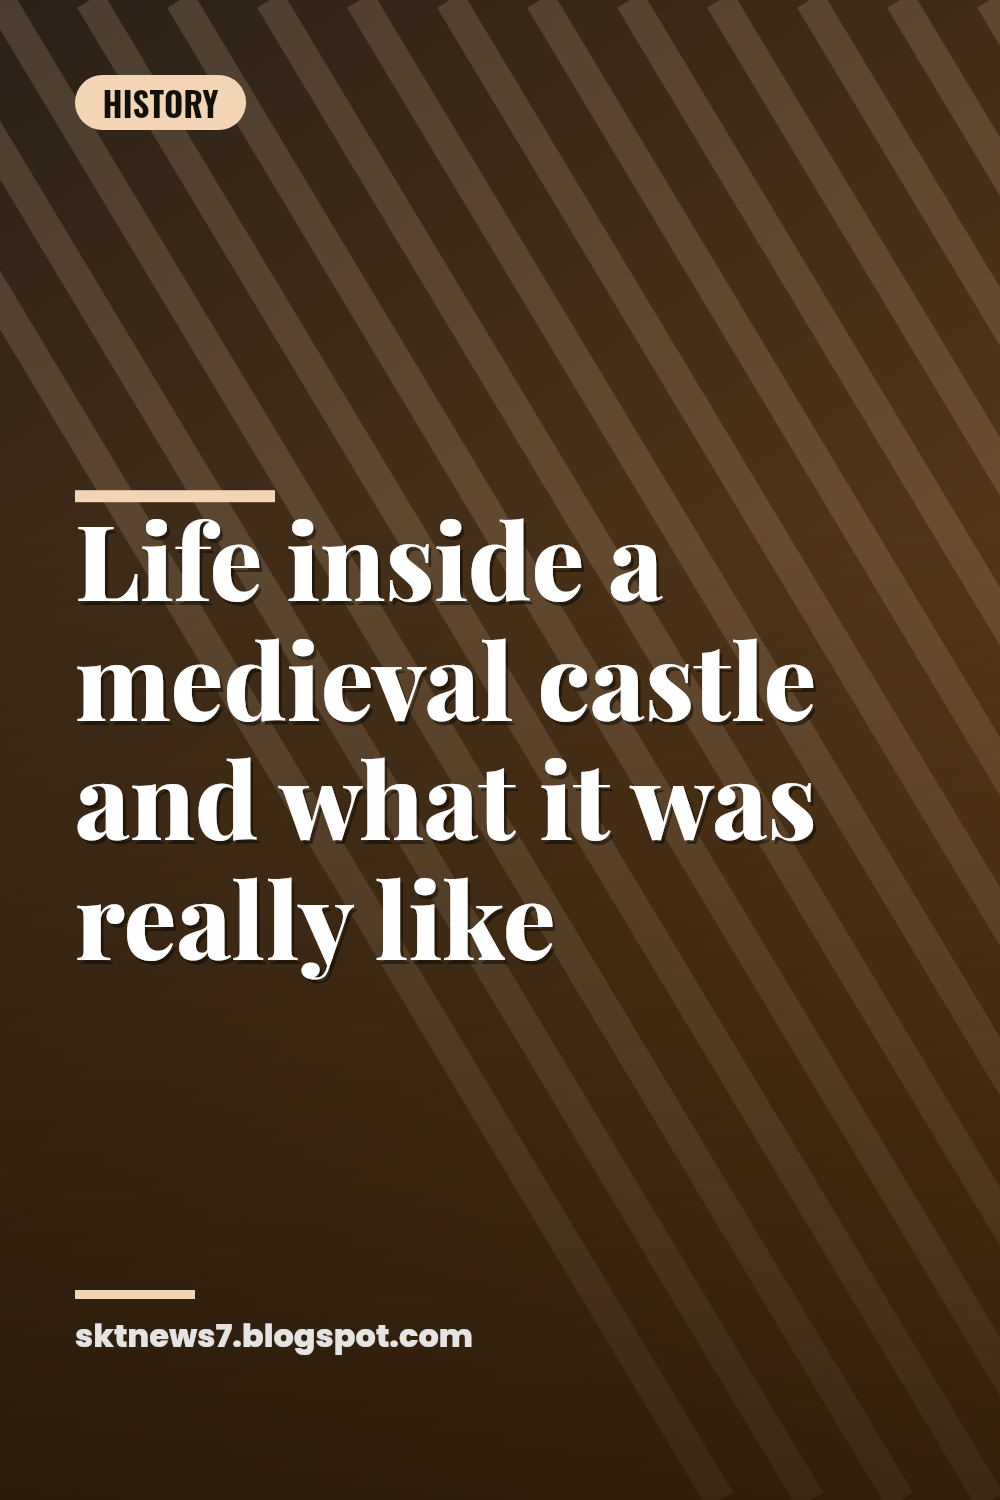 HISTORY
Life inside a
medieval castle
and what it was
really like
sktnews7.blogspot.com